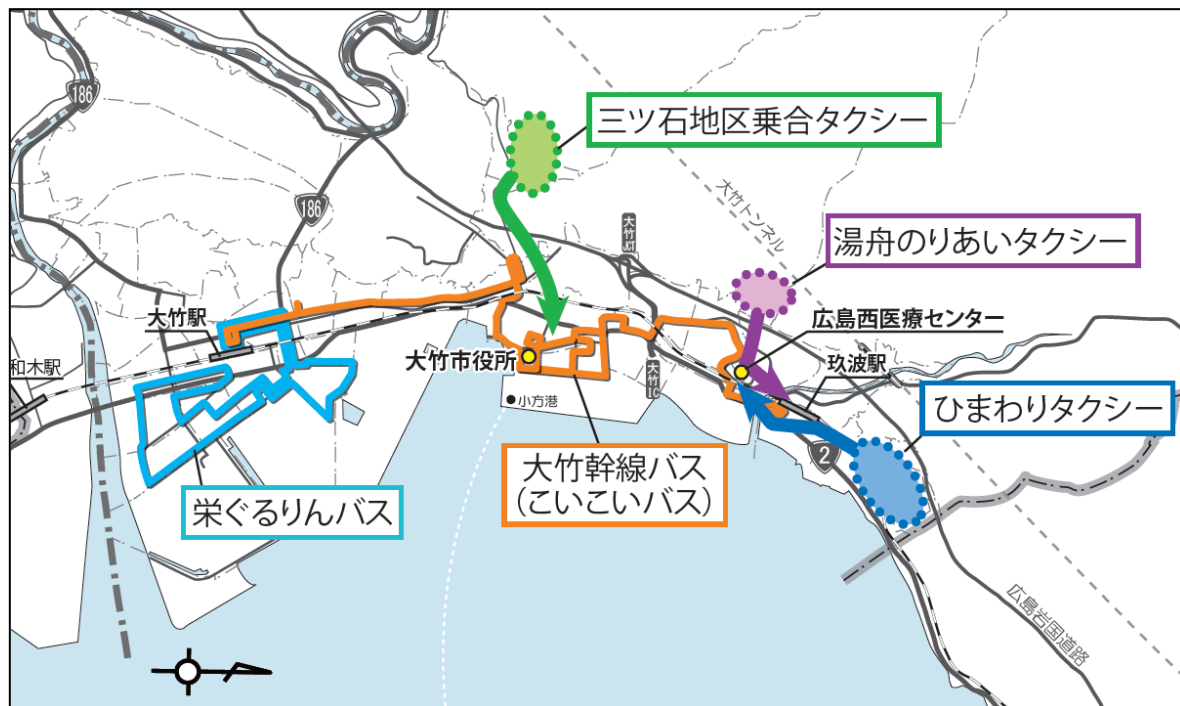 186
三ツ石地区乗合タクシー
186
大竹トンネル
大竹JCT
湯舟のりあいタクシー
大竹駅
広島西医療センター
和木駅
大竹市役所
玖波駅
大竹IC
小方港
ひまわりタクシー
2
大竹幹線バス
(こいこいバス)
栄ぐるりんバス
広島岩国道路